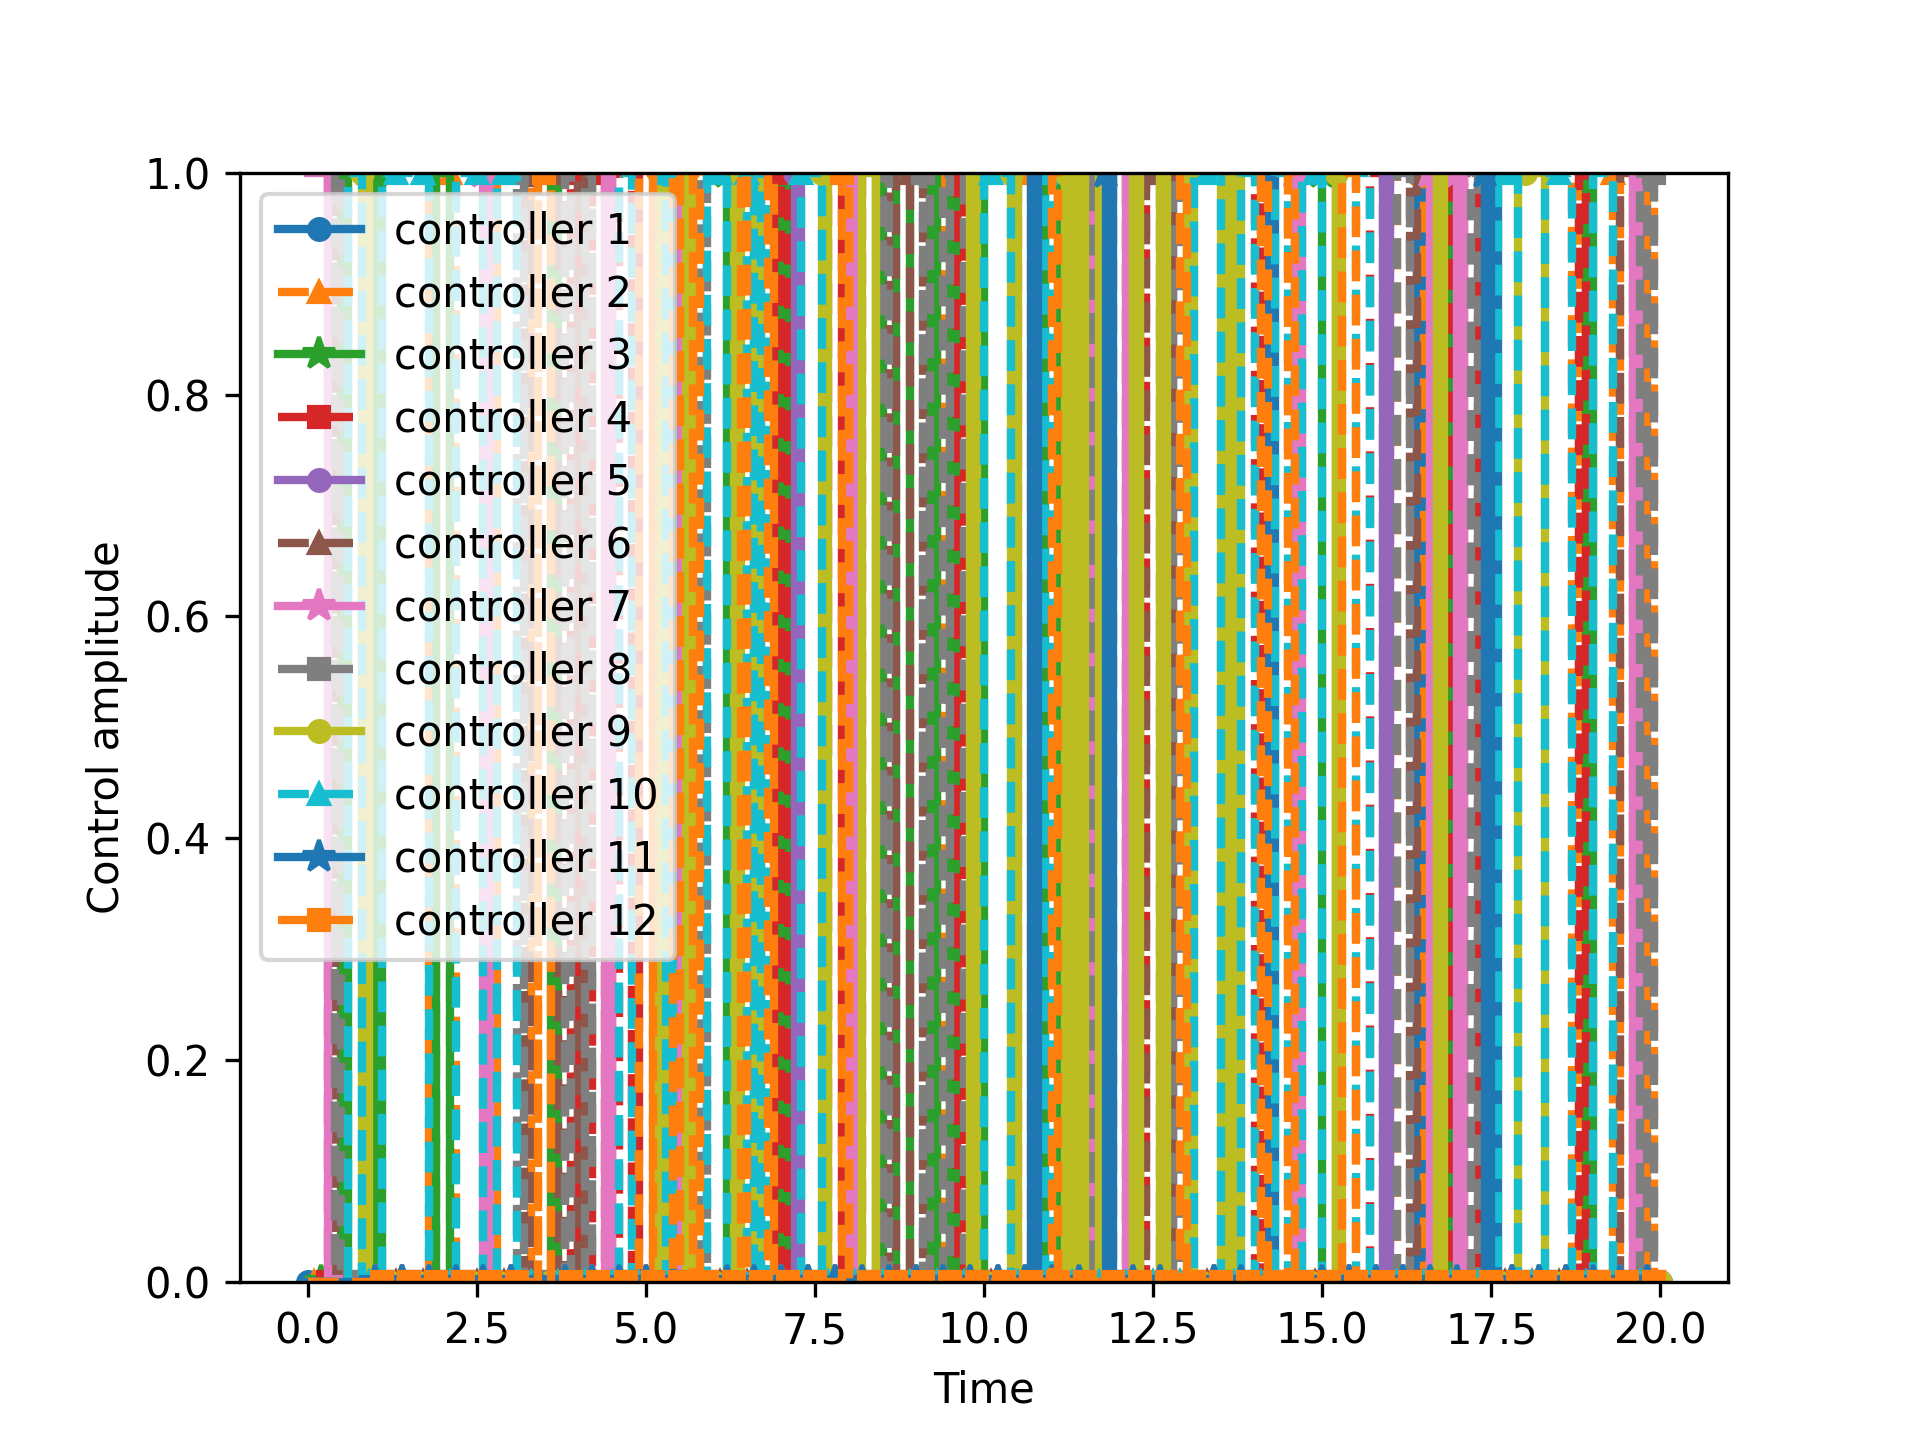 1.0
0.8
0.6
0.4
0.2
0.0
Control amplitude
controller 1
controller 2
controller 3
controller 4
controller 5
controller 6
controller 7
controller 8
controller 9
controller 10
controller 11
controller 12
0.0 2.5 5.0 7.5 10.0 12.5 15.0 17.5 20.0
Time